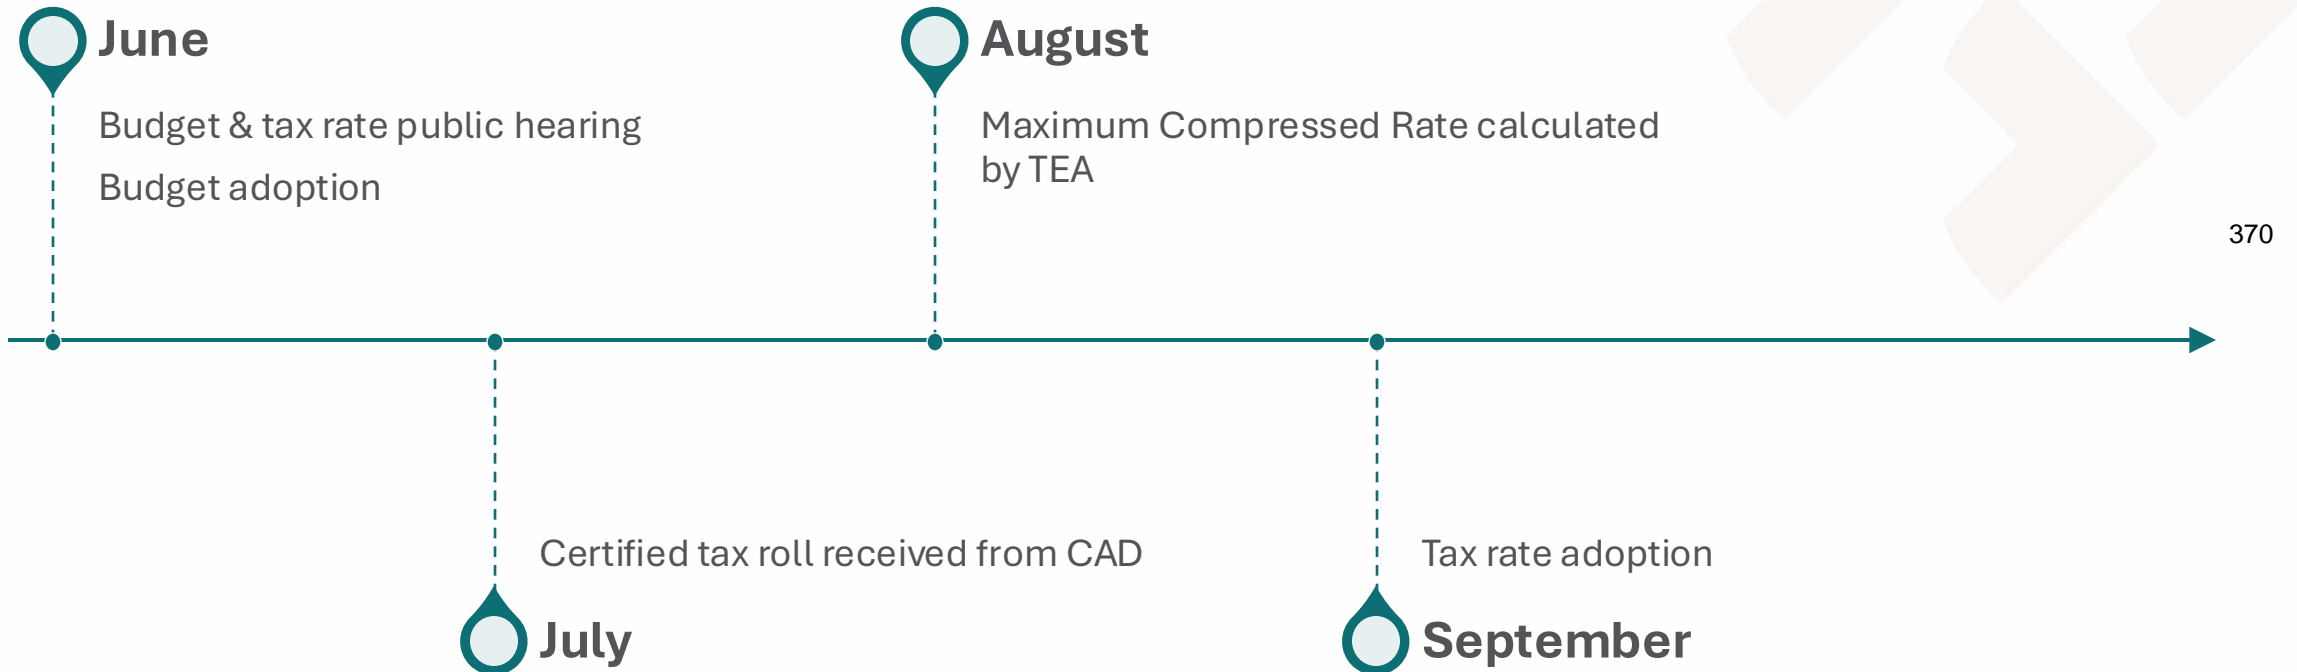 June
Budget & tax rate public hearing
Budget adoption
August
Maximum Compressed Rate calculated
by TEA
370
Certified tax roll received from CAD
July
Tax rate adoption
September